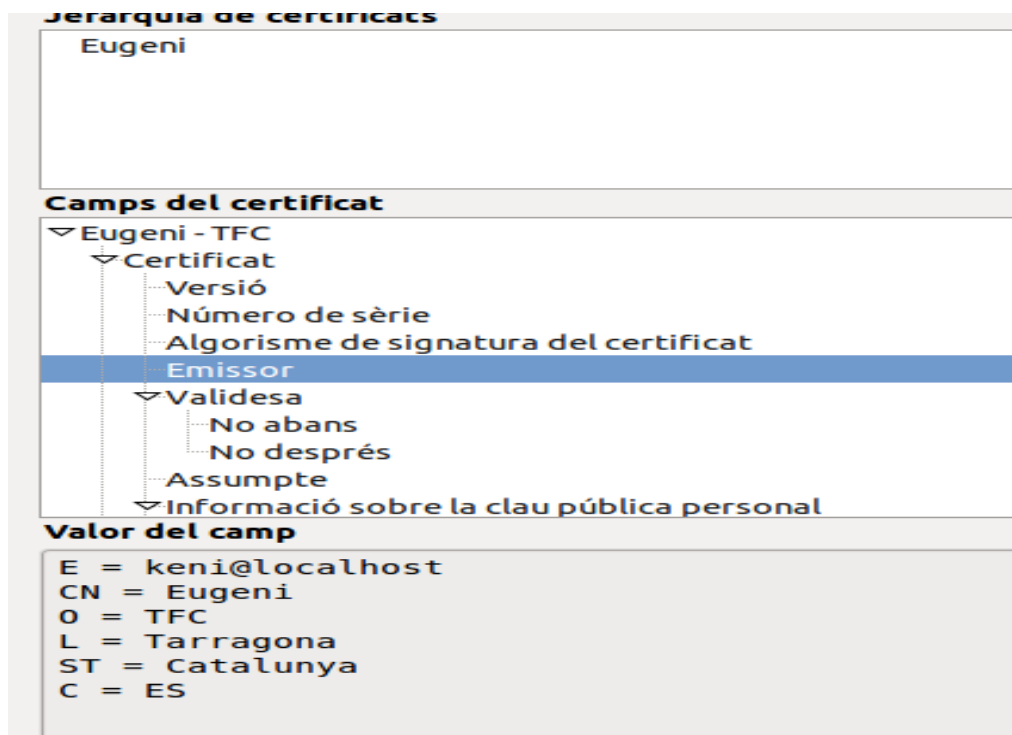 Jerarquia de certificats
Eugeni
Camps del certificat
Eugeni - TFC
Certificat
Versió
Número de sèrie
Algorisme de signatura del certificat
Emissor
Validesa
No abans
No després
Assumpte
Informació sobre la clau pública personal
Valor del camp
E = keni@localhost
CN = Eugeni
O = TFC
L = Tarragona
ST = Catalunya
C = ES